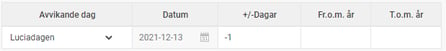 Avvikande dag Datum +/-Dagar Fr.o.m. år T.o.m. år
Luciadagen 2021-12-13 -1